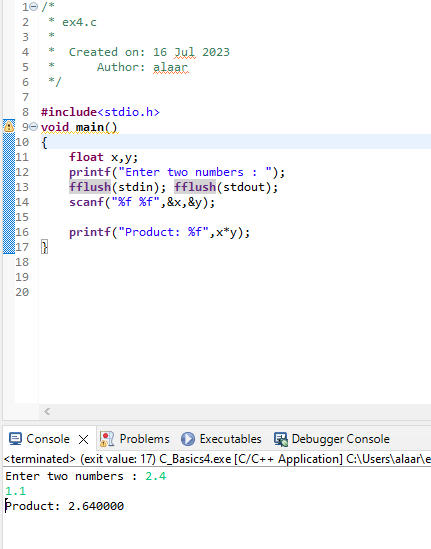 1 /*
2 * ex4.c
3 *
4 * Created on: 16 Jul 2023
5 * Author: alaar
6 */
7
8 #include<stdio.h>
9 void main()
10 {
11 float x,y;
12 printf("Enter two numbers : ");
13 fflush(stdin); fflush(stdout);
14 scanf("%f %f",&x,&y);
15
16 printf("Product: %f",x*y);
17 }
18
19
20
Console Problems Executables Debugger Console
<terminated> (exit value: 17) C_Basics4.exe [C/C++ Application] C:\Users\alaar\e
Enter two numbers : 2.4
1.1
Product: 2.640000